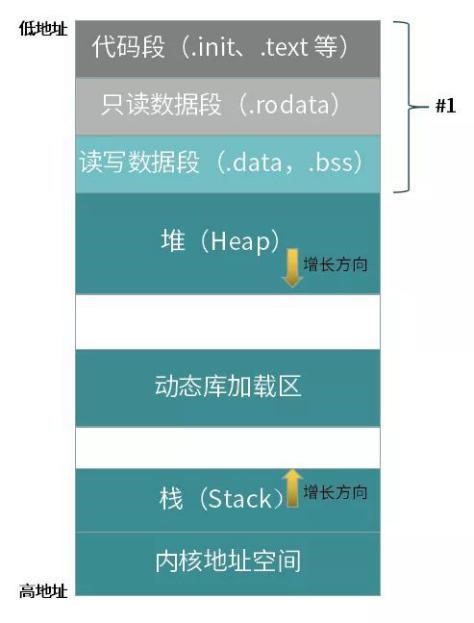 低地址
代码段（.init、.text 等）
#1
只读数据段（.rodata）
读写数据段（.data，.bss）
堆（Heap）
增长方向
动态库加载区
栈（Stack）
增长方向
内核地址空间
高地址